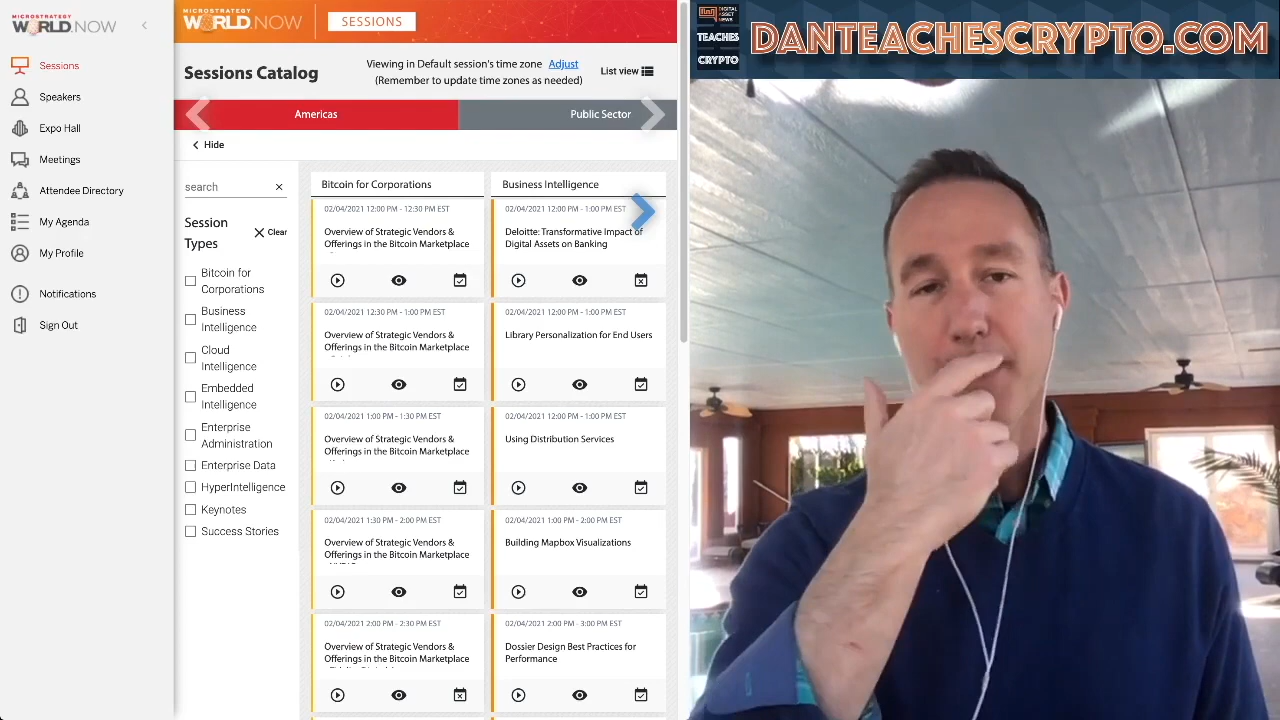 MICROSTRATEGY
WORLD.NOW
Sessions
Speakers
Expo Hall
Meetings
Attendee Directory
My Agenda
My Profile
Notifications
Sign Out
MICROSTRATEGY
WORLD.NOW
SESSIONS
Sessions Catalog
Viewing in Default session's time zone Adjust
(Remember to update time zones as needed)
List view
Americas
Public Sector
Hide
search
Session
Types
Clear
Bitcoin for
Corporations
Business
Intelligence
Cloud
Intelligence
Embedded
Intelligence
Enterprise
Administration
Enterprise Data
HyperIntelligence
Keynotes
Success Stories
Bitcoin for Corporations
02/04/2021 12:00 PM - 12:30 PM EST
Overview of Strategic Vendors &
Offerings in the Bitcoin Marketplace
02/04/2021 12:30 PM - 1:00 PM EST
Overview of Strategic Vendors &
Offerings in the Bitcoin Marketplace
02/04/2021 1:00 PM - 1:30 PM EST
Overview of Strategic Vendors &
Offerings in the Bitcoin Marketplace
02/04/2021 1:30 PM - 2:00 PM EST
Overview of Strategic Vendors &
Offerings in the Bitcoin Marketplace
02/04/2021 2:00 PM - 2:30 PM EST
Overview of Strategic Vendors &
Offerings in the Bitcoin Marketplace
Business Intelligence
02/04/2021 12:00 PM - 1:00 PM EST
Deloitte: Transformative Impact of
Digital Assets on Banking
02/04/2021 12:00 PM - 1:00 PM EST
Library Personalization for End Users
02/04/2021 12:00 PM - 1:00 PM EST
Using Distribution Services
02/04/2021 1:00 PM - 2:00 PM EST
Building Mapbox Visualizations
02/04/2021 2:00 PM - 3:00 PM EST
Dossier Design Best Practices for
Performance
DIGITAL
ASSET
NEWS
TEACHES
CRYPTO
DANTEACHESCRYPTO.COM